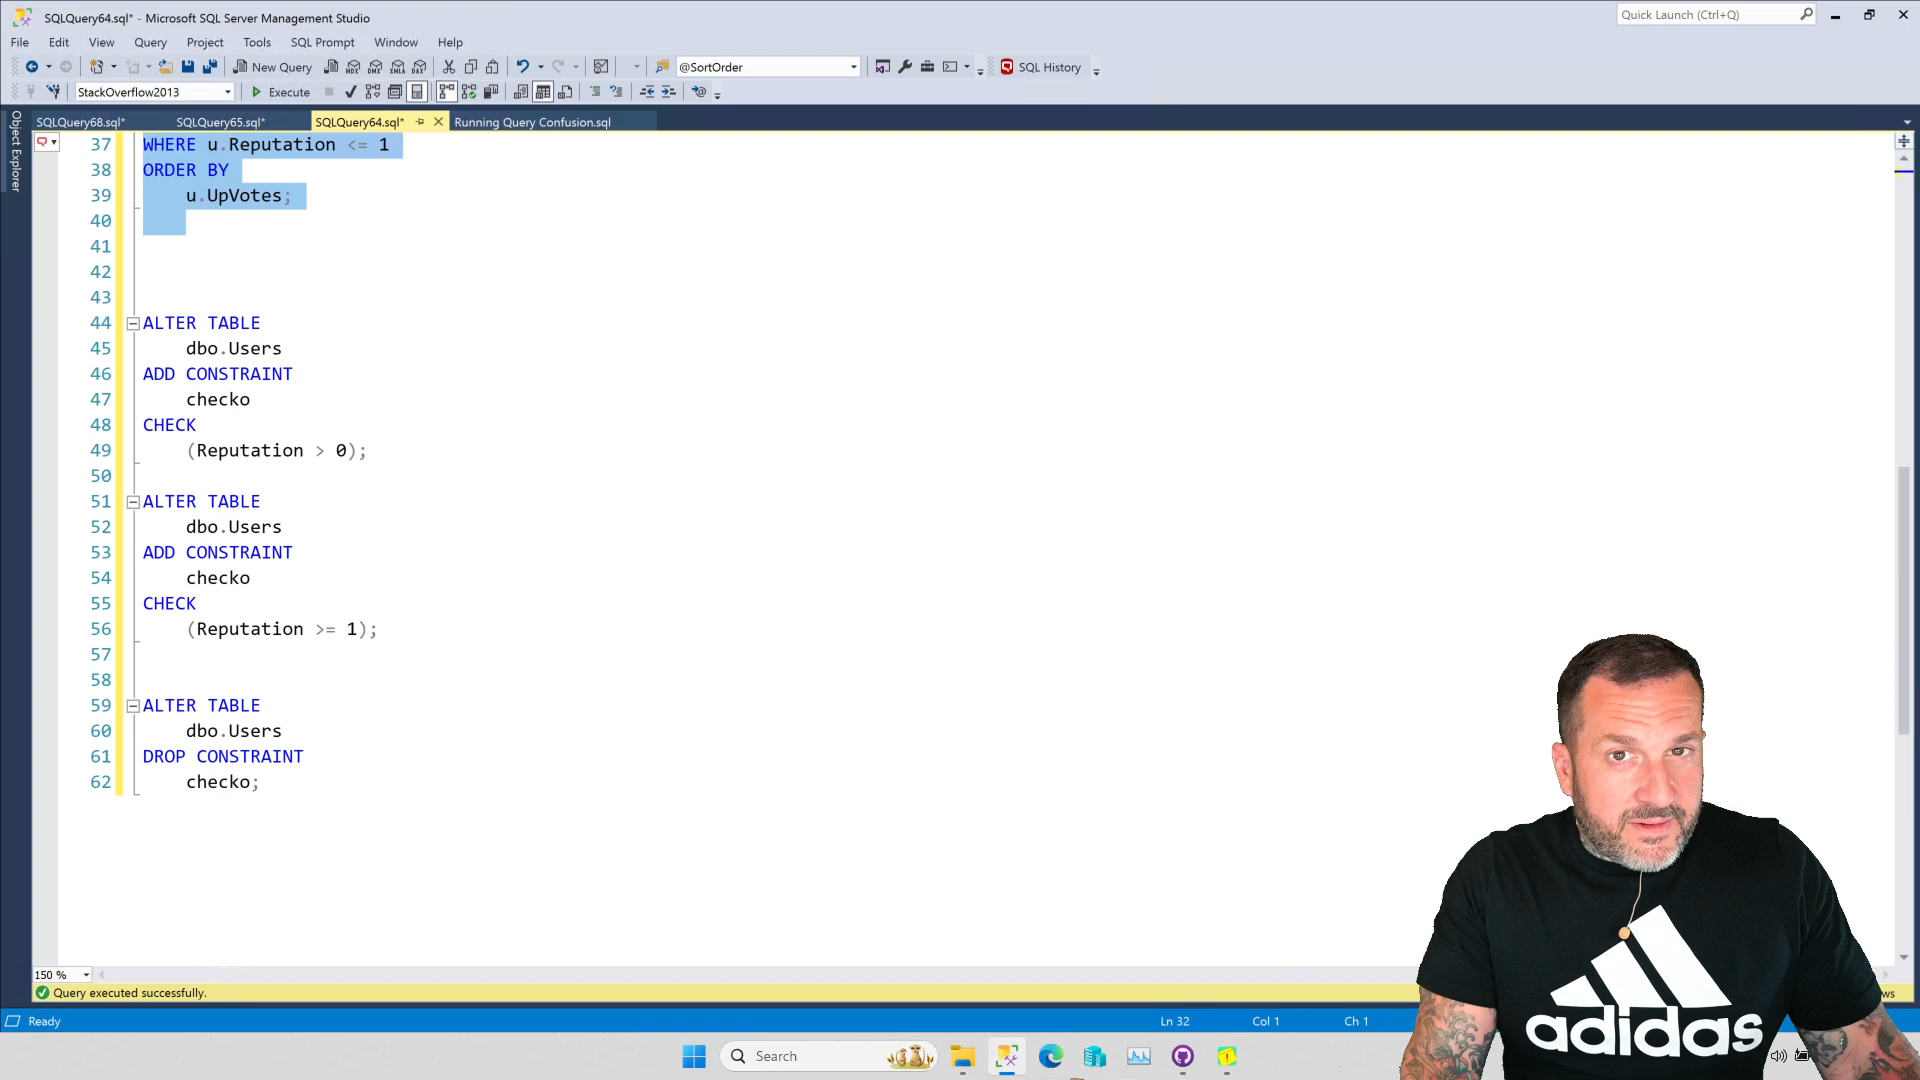 SQLQuery64.sql* - Microsoft SQL Server Management Studio
Quick Launch (Ctrl+Q)
File Edit View Query Project Tools SQL Prompt Window Help
New Query MDX DMX XMLA DAX @SortOrder SQL History
StackOverflow2013 Execute
SQLQuery68.sql* SQLQuery65.sql* SQLQuery64.sql* Running Query Confusion.sql
Object Explorer
37 WHERE u.Reputation <= 1
38 ORDER BY
39 u.UpVotes;
40
41
42
43
44 ALTER TABLE
45 dbo.Users
46 ADD CONSTRAINT
47 checko
48 CHECK
49 (Reputation > 0);
50
51 ALTER TABLE
52 dbo.Users
53 ADD CONSTRAINT
54 checko
55 CHECK
56 (Reputation >= 1);
57
58
59 ALTER TABLE
60 dbo.Users
61 DROP CONSTRAINT
62 checko;
150 %
Query executed successfully.
Ready Ln 32 Col 1 Ch 1
Search
adidas